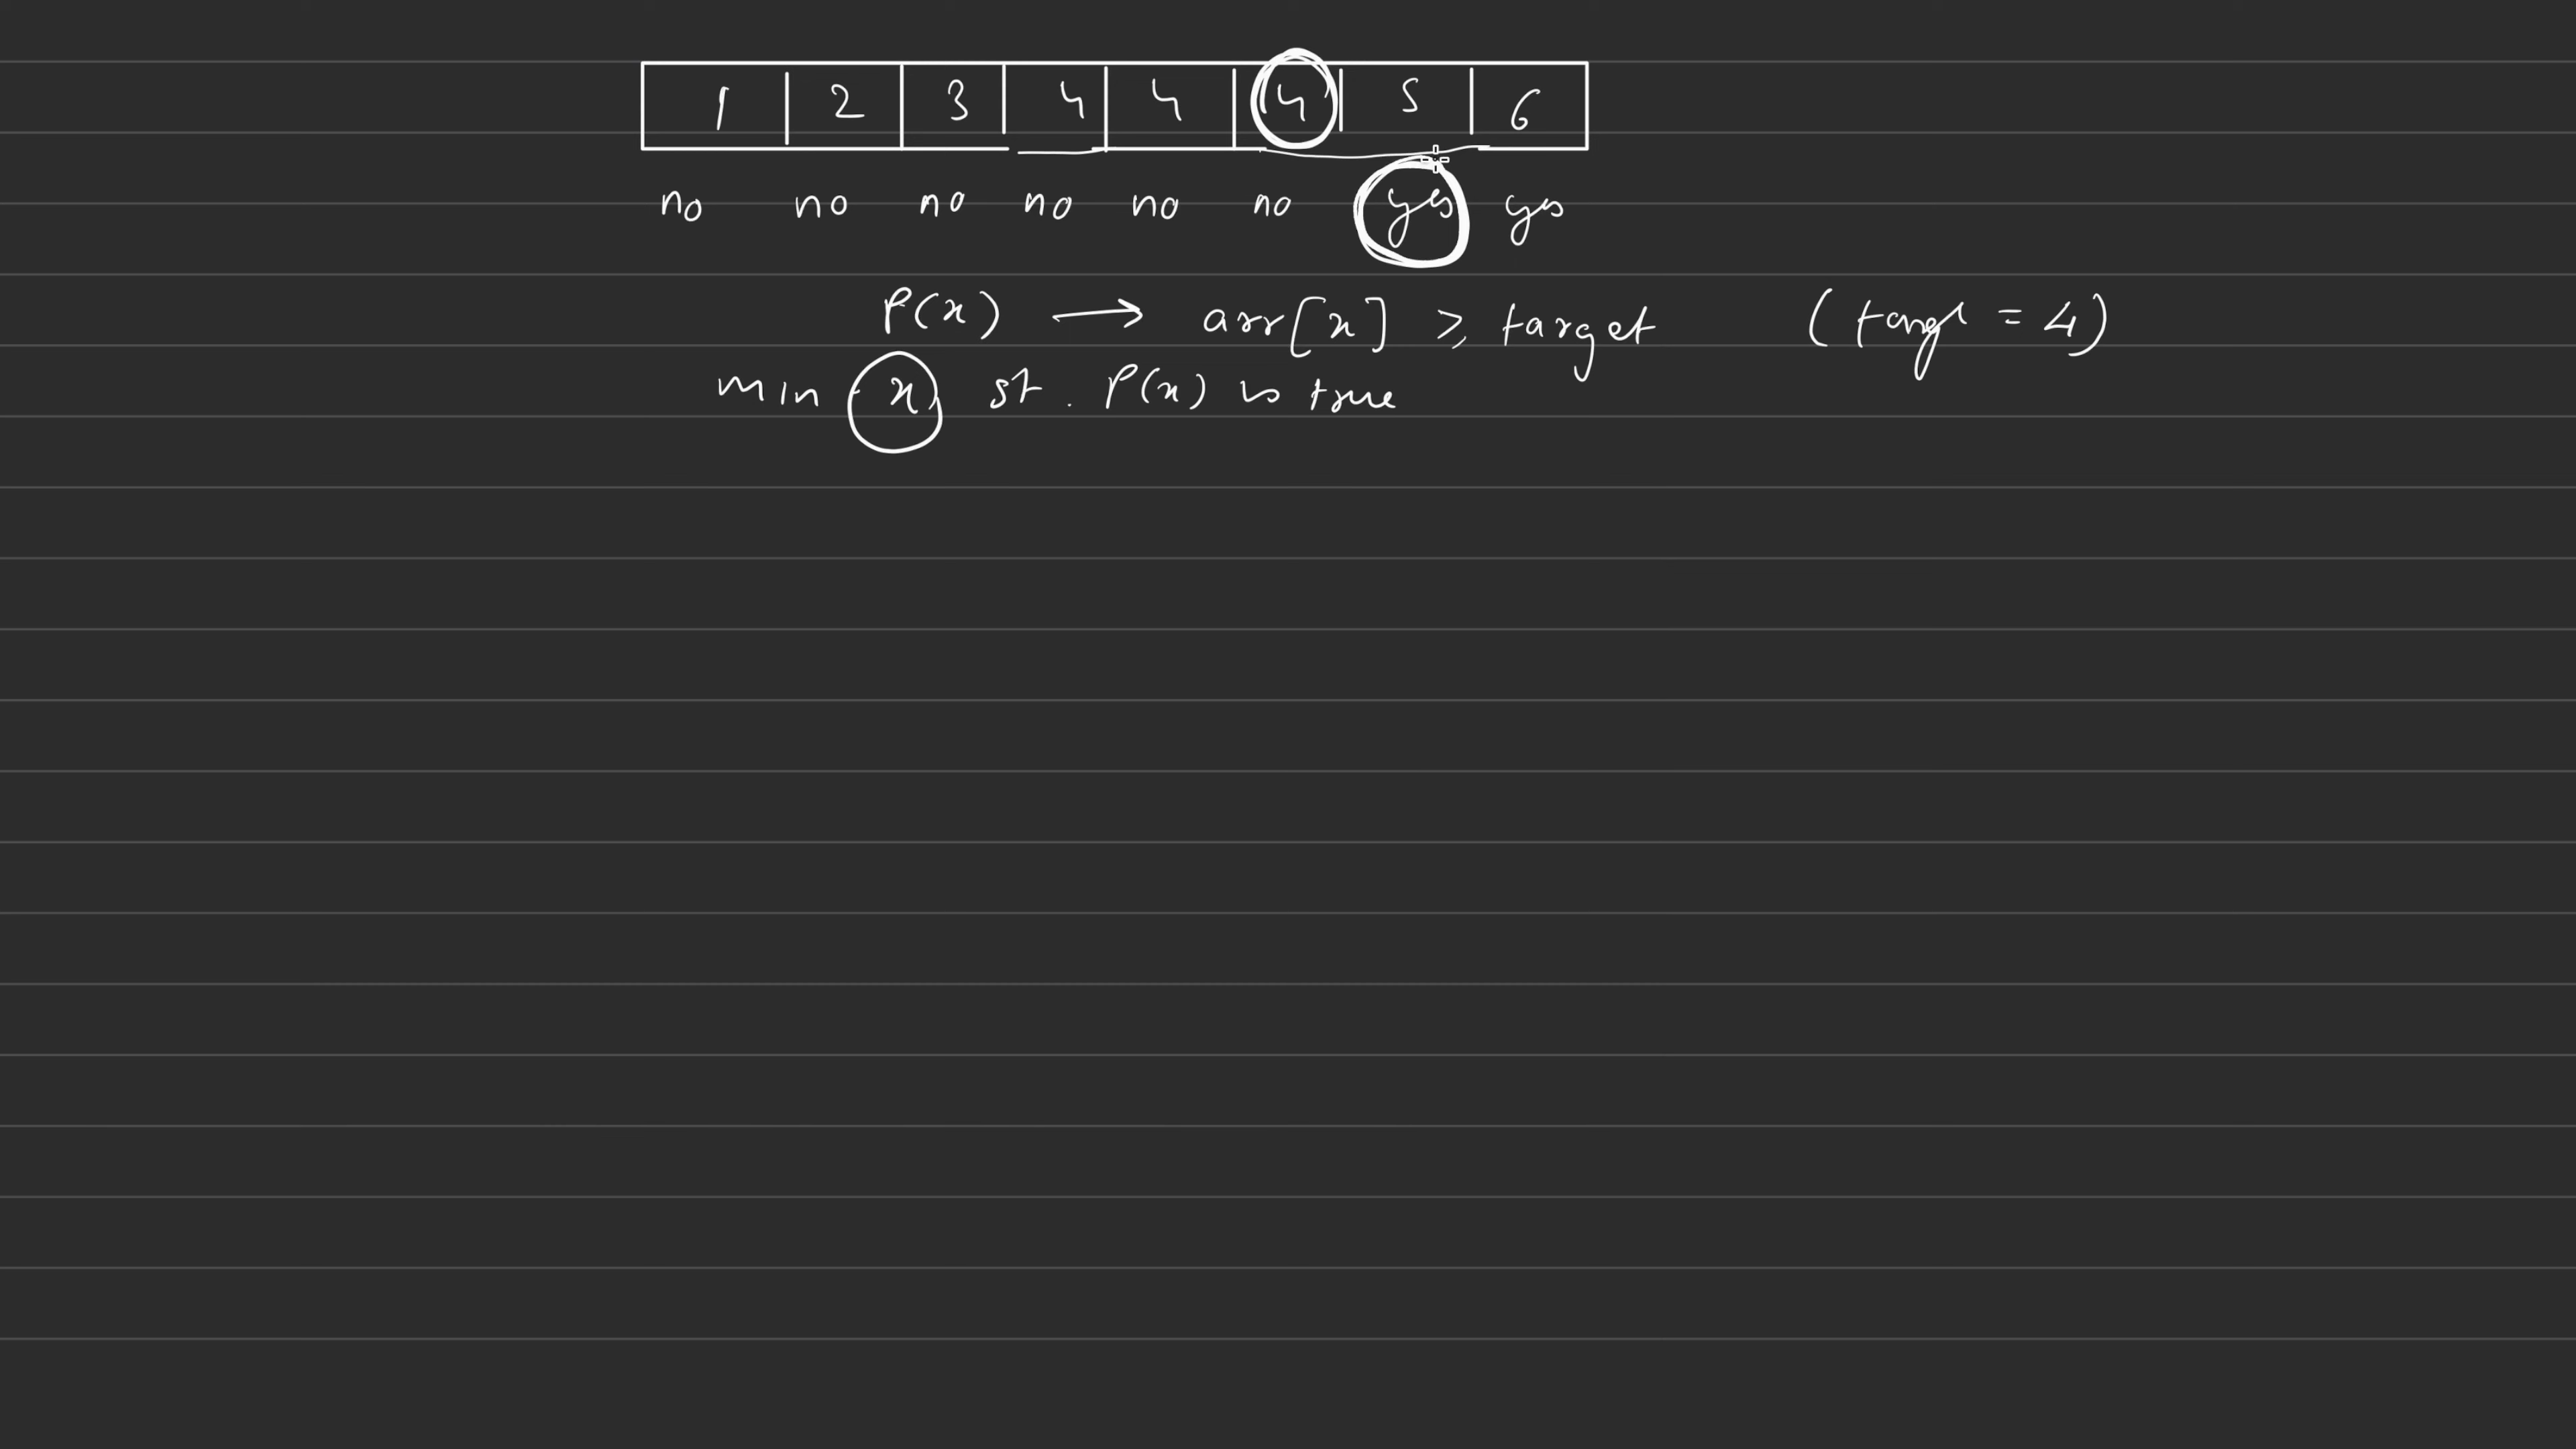 1 2 3 4 4 4 5 6
no no no no no no yes yes
P(x) → arr[x] ≥ target (target = 4)
min x st. P(x) is true